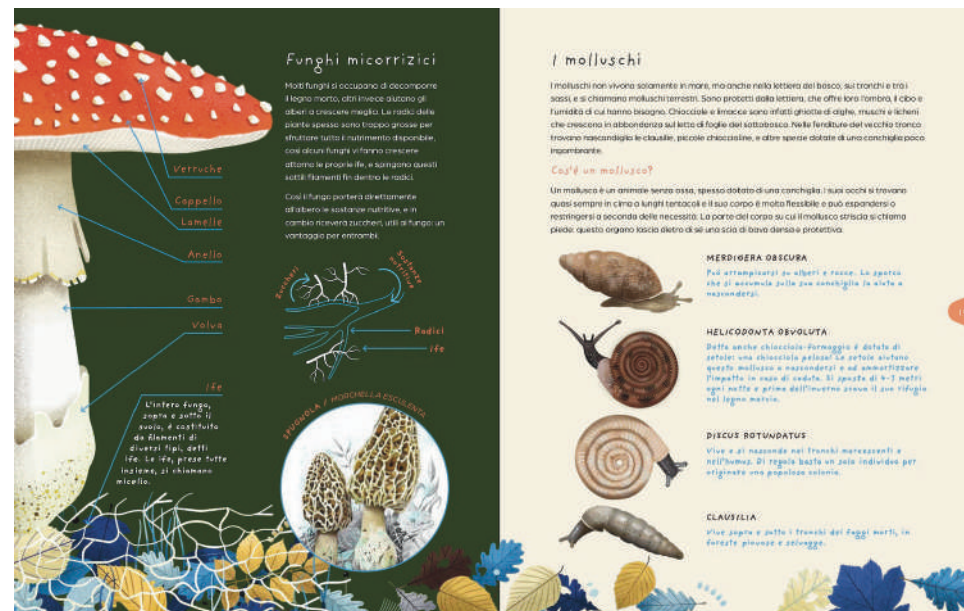 Funghi micorrizici
Molti funghi si occupano di decomporre
il legno morto, altri invece aiutano gli
alberi a crescere meglio. Le radici delle
piante spesso sono troppo grosse per
sfruttare tutto il nutrimento disponibile,
così alcuni funghi vi fanno crescere
attorno le proprie ife, e spingono questi
sottili filamenti fin dentro le radici.
Così il fungo porterà direttamente
all'albero le sostanze nutritive, e in
cambio riceverà zuccheri, utili al fungo: un
vantaggio per entrambi.
Verruche
Cappello
Lamelle
Anello
Gambo
Volva
Ife
L'intero fungo,
sopra e sotto il
suolo, è costituito
da filamenti di
diversi tipi, detti
ife. Le ife, prese tutte
insieme, si chiamano
micelio.
Zuccheri
Sostanze
nutritive
Radici
Ife
SPUGNOLA / MORCHELLA ESCULENTA
I molluschi
I molluschi non vivono solamente in mare, ma anche nella lettiera del bosco, sui tronchi e tra i
sassi, e si chiamano molluschi terrestri. Sono protetti dalla lettiera, che offre loro l'ombra, il cibo e
l'umidità di cui hanno bisogno. Chiocciole e limacce sono infatti ghiotte di alghe, muschi e licheni
che crescono in abbondanza sul letto di foglie del sottobosco. Nelle fenditure del vecchio tronco
trovano nascondiglio le clausilie, piccole chioccioline, e altre specie dotate di una conchiglia poco
ingombrante.
Cos'è un mollusco?
Un mollusco è un animale senza ossa, spesso dotato di una conchiglia. I suoi occhi si trovano
quasi sempre in cima a lunghi tentacoli e il suo corpo è molto flessibile e può espandersi o
restringersi a seconda delle necessità. La parte del corpo su cui il mollusco striscia si chiama
piede: questo organo lascia dietro di sé una scia di bava densa e protettiva.
MERDIGERA OBSCURA
Può arrampicarsi su alberi e rocce. Lo sporco
che si accumula sulla sua conchiglia la aiuta a
nascondersi.
HELICODONTA OBVOLUTA
Detta anche chiocciola-formaggio è dotata di
setole: una chiocciola pelosa! Le setole aiutano
questo mollusco a nascondersi e ad ammortizzare
l'impatto in caso di caduta. Si sposta di 4-5 metri
ogni notte e prima dell'inverno scava il suo rifugio
nel legno marcio.
DISCUS ROTUNDATUS
Vive e si nasconde nei tronchi marcescenti e
nell'humus. Di regola basta un solo individuo per
originare una popolosa colonia.
CLAUSILIA
Vive sopra e sotto i tronchi dei faggi morti, in
foreste piovose e selvagge.